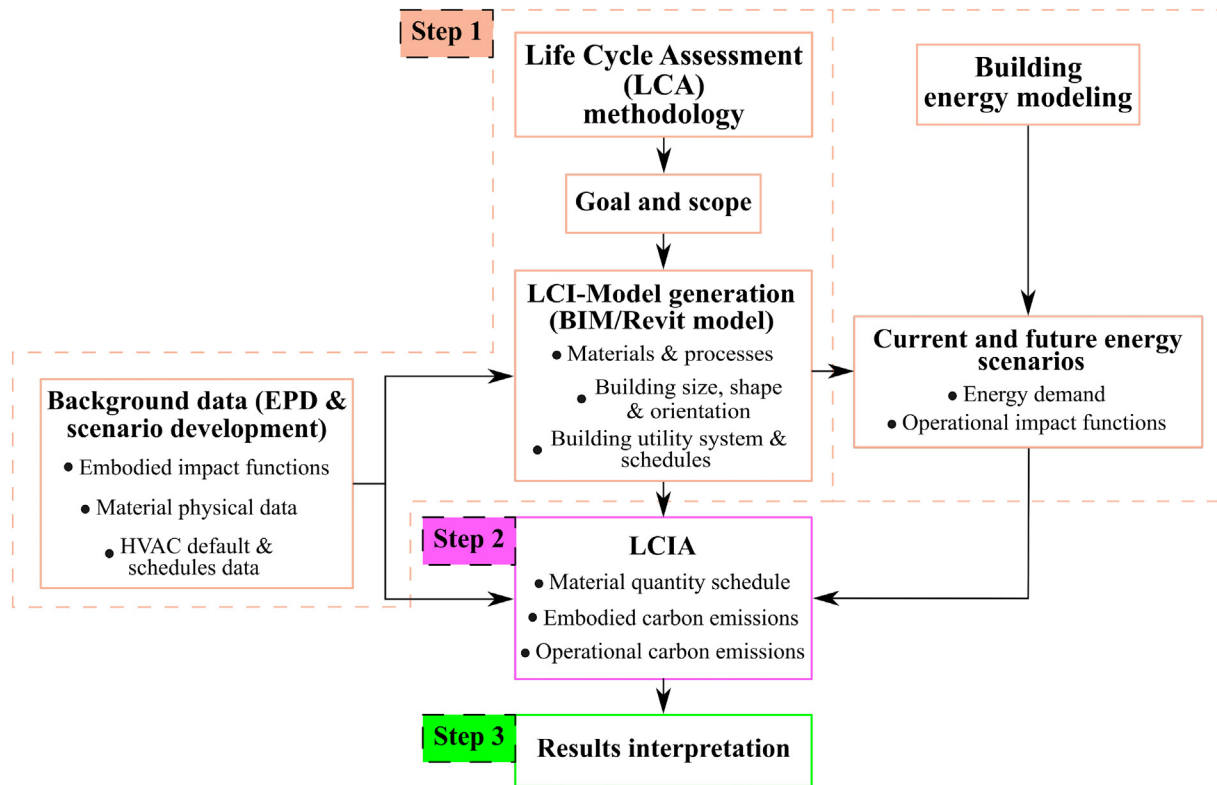 Step 1
Life Cycle Assessment
(LCA)
methodology
Building
energy modeling
Goal and scope
LCI-Model generation
(BIM/Revit model)
● Materials & processes
● Building size, shape
& orientation
● Building utility system &
schedules
Current and future energy
scenarios
● Energy demand
● Operational impact functions
Background data (EPD &
scenario development)
● Embodied impact functions
● Material physical data
● HVAC default &
schedules data
Step 2
LCIA
● Material quantity schedule
● Embodied carbon emissions
● Operational carbon emissions
Step 3
Results interpretation